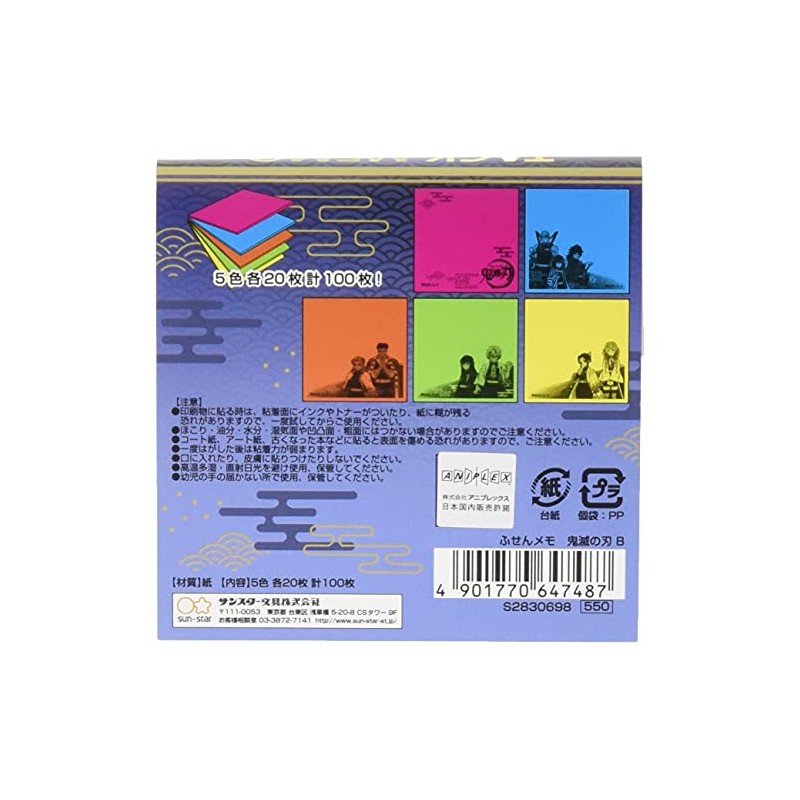 5色各20枚計100枚!
【注意】
●印刷物に貼る時は、粘着面にインクやトナーがついたり、紙に糊が残る
恐れがありますので、一度試してからご使用ください。
●ほこり・油分・水分・湿気面や凹凸面・粗面にはつかない場合がありますのでご注意ください。
●コート紙、アート紙、古くなった本などに貼ると表面を傷める恐れがありますので、ご注意ください。
●一度はがした後は粘着力が弱まります。
●口に入れたり、皮膚に貼りつけたりしないでください。
●高温多湿・直射日光を避け使用、保管してください。
●幼児の手の届かない所で使用、保管してください。
ANIPLEX
株式会社アニプレックス
日本国内販売許諾
紙
台紙
プラ
個袋:PP
ふせんメモ 鬼滅の刃 B
4 901770 647487
S2830698 550
【材質】紙 【内容】5色 各20枚 計100枚
sun-star
サンスター文具株式会社
〒111-0053 東京都 台東区 浅草橋 5-20-8 CSタワー 9F
お客様相談室 03-3872-7141 http://www.sun-star-st.jp/